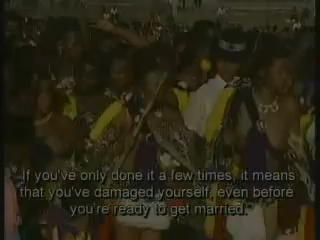 "If you've only done it a few times, it means
that you've damaged yourself, even before
you're ready to get married."